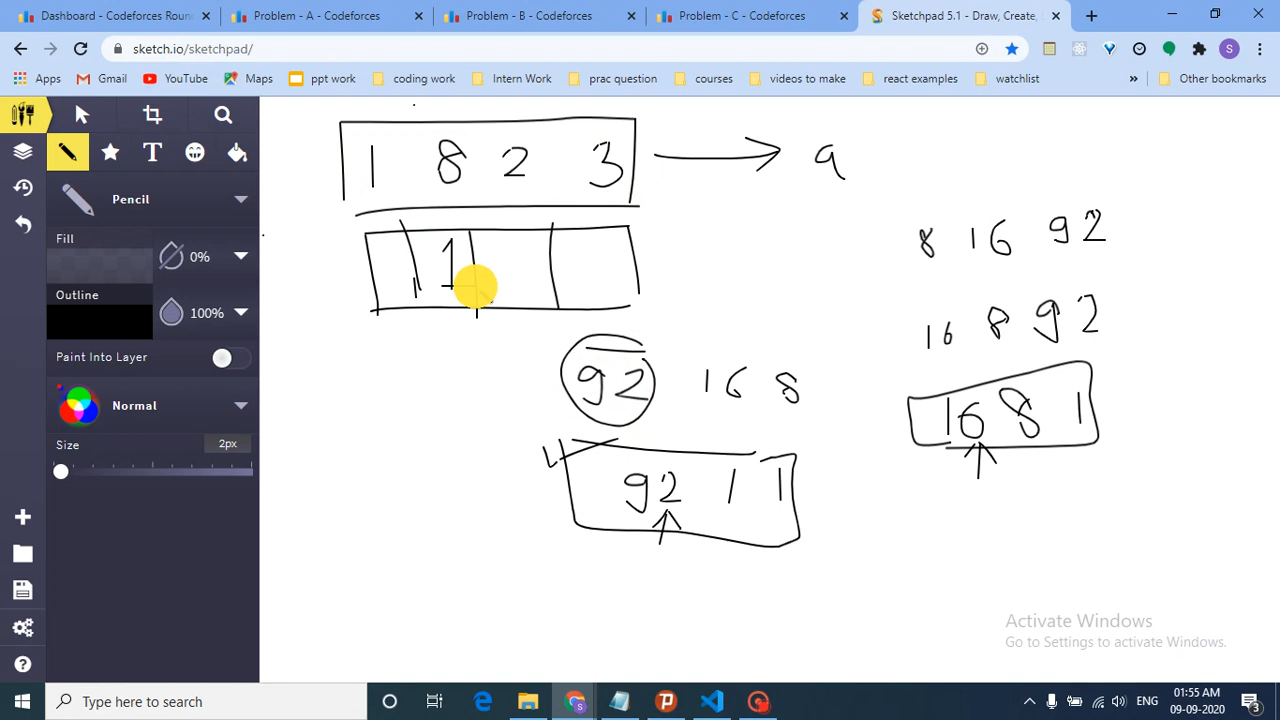 Dashboard - Codeforces Roun
Problem - A - Codeforces
Problem - B - Codeforces
Problem - C - Codeforces
Sketchpad 5.1 - Draw, Create,
sketch.io/sketchpad/
S
Apps Gmail YouTube Maps ppt work coding work Intern Work prac question courses videos to make react examples watchlist » Other bookmarks
Pencil
Fill
0%
Outline
100%
Paint Into Layer
Normal
Size
2px
1 8 2 3 → a
1 1
8 16 92
16 8 92
92 16 8
16 8 1
92 1 1
Activate Windows
Go to Settings to activate Windows.
Type here to search
ENG
01:55 AM
09-09-2020
3